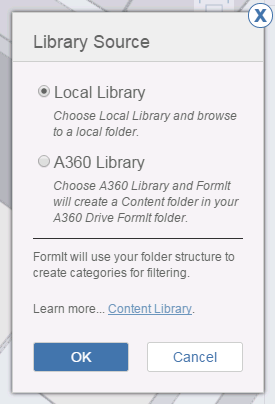 X
Library Source
Local Library
Choose Local Library and browse
to a local folder.
A360 Library
Choose A360 Library and FormIt
will create a Content folder in your
A360 Drive FormIt folder.
FormIt will use your folder structure to
create categories for filtering.
Learn more... Content Library.
OK
Cancel